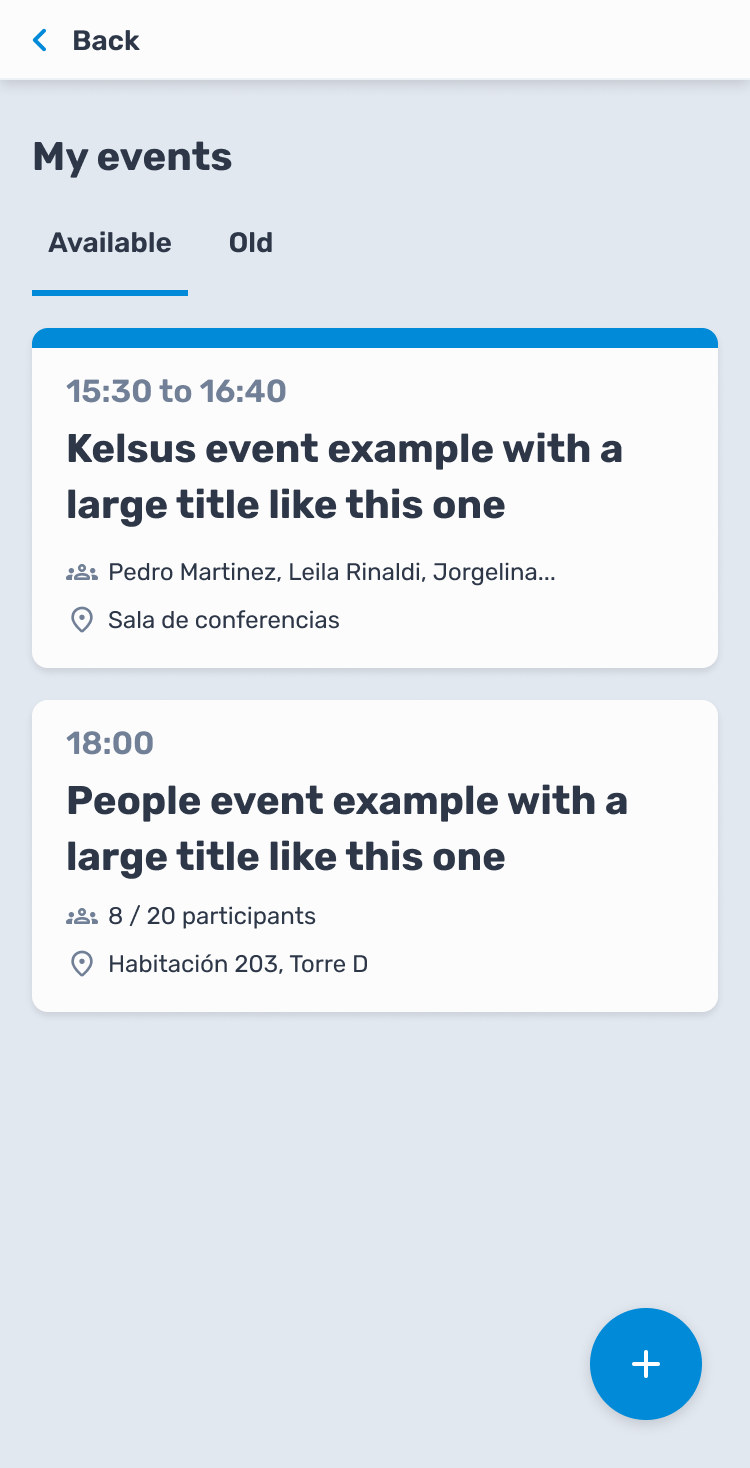 Back
My events
Available Old
15:30 to 16:40
Kelsus event example with a
large title like this one
Pedro Martinez, Leila Rinaldi, Jorgelina...
Sala de conferencias
18:00
People event example with a
large title like this one
8 / 20 participants
Habitación 203, Torre D